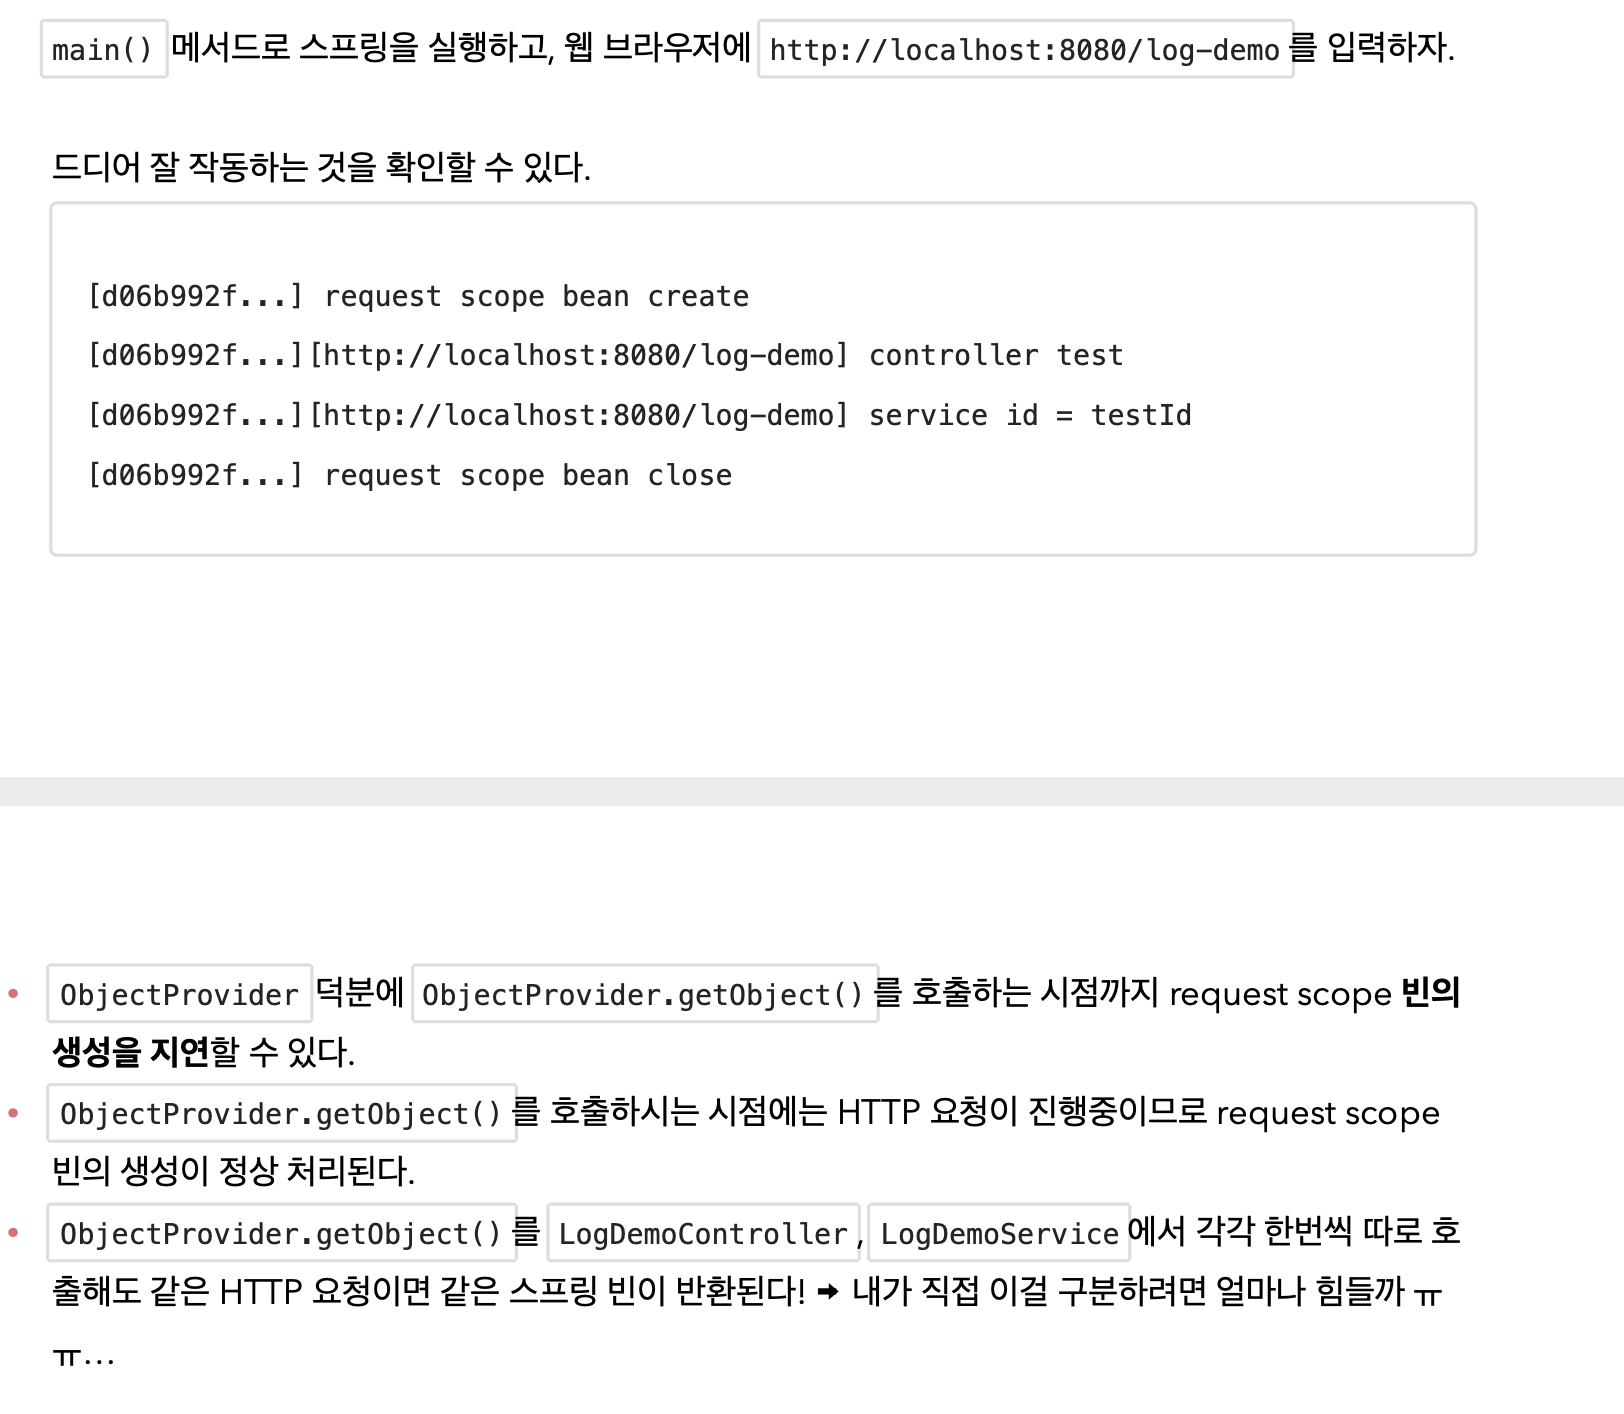 main() 메서드로 스프링을 실행하고, 웹 브라우저에 http://localhost:8080/log-demo 를 입력하자.
드디어 잘 작동하는 것을 확인할 수 있다.
[d06b992f...] request scope bean create
[d06b992f...][http://localhost:8080/log-demo] controller test
[d06b992f...][http://localhost:8080/log-demo] service id = testId
[d06b992f...] request scope bean close
• ObjectProvider 덕분에 ObjectProvider.getObject() 를 호출하는 시점까지 request scope 빈의
생성을 지연할 수 있다.
• ObjectProvider.getObject() 를 호출하시는 시점에는 HTTP 요청이 진행중이므로 request scope
빈의 생성이 정상 처리된다.
• ObjectProvider.getObject() 를 LogDemoController , LogDemoService 에서 각각 한번씩 따로 호
출해도 같은 HTTP 요청이면 같은 스프링 빈이 반환된다! ➡ 내가 직접 이걸 구분하려면 얼마나 힘들까 ㅠ
ㅠ...